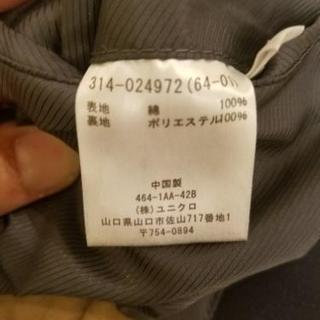 314-024972(64-01)
表地 綿 100%
裏地 ポリエステル100%
中国製
464-1AA-42B
(株)ユニクロ
山口県山口市佐山717番地1
〒754-0894